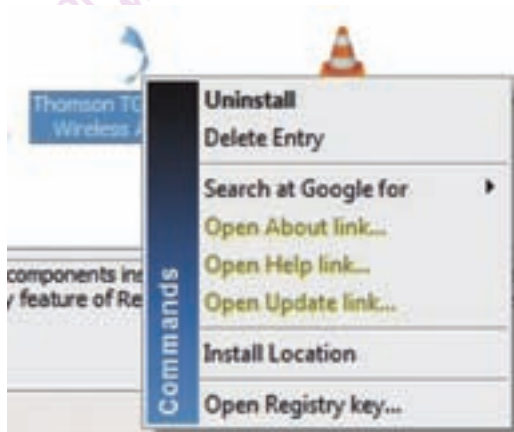 Thomson TG
Wireless A
Uninstall
Delete Entry
Search at Google for
Open About link...
Open Help link...
Open Update link...
Install Location
Open Registry key...
Commands
components ins
feature of Re